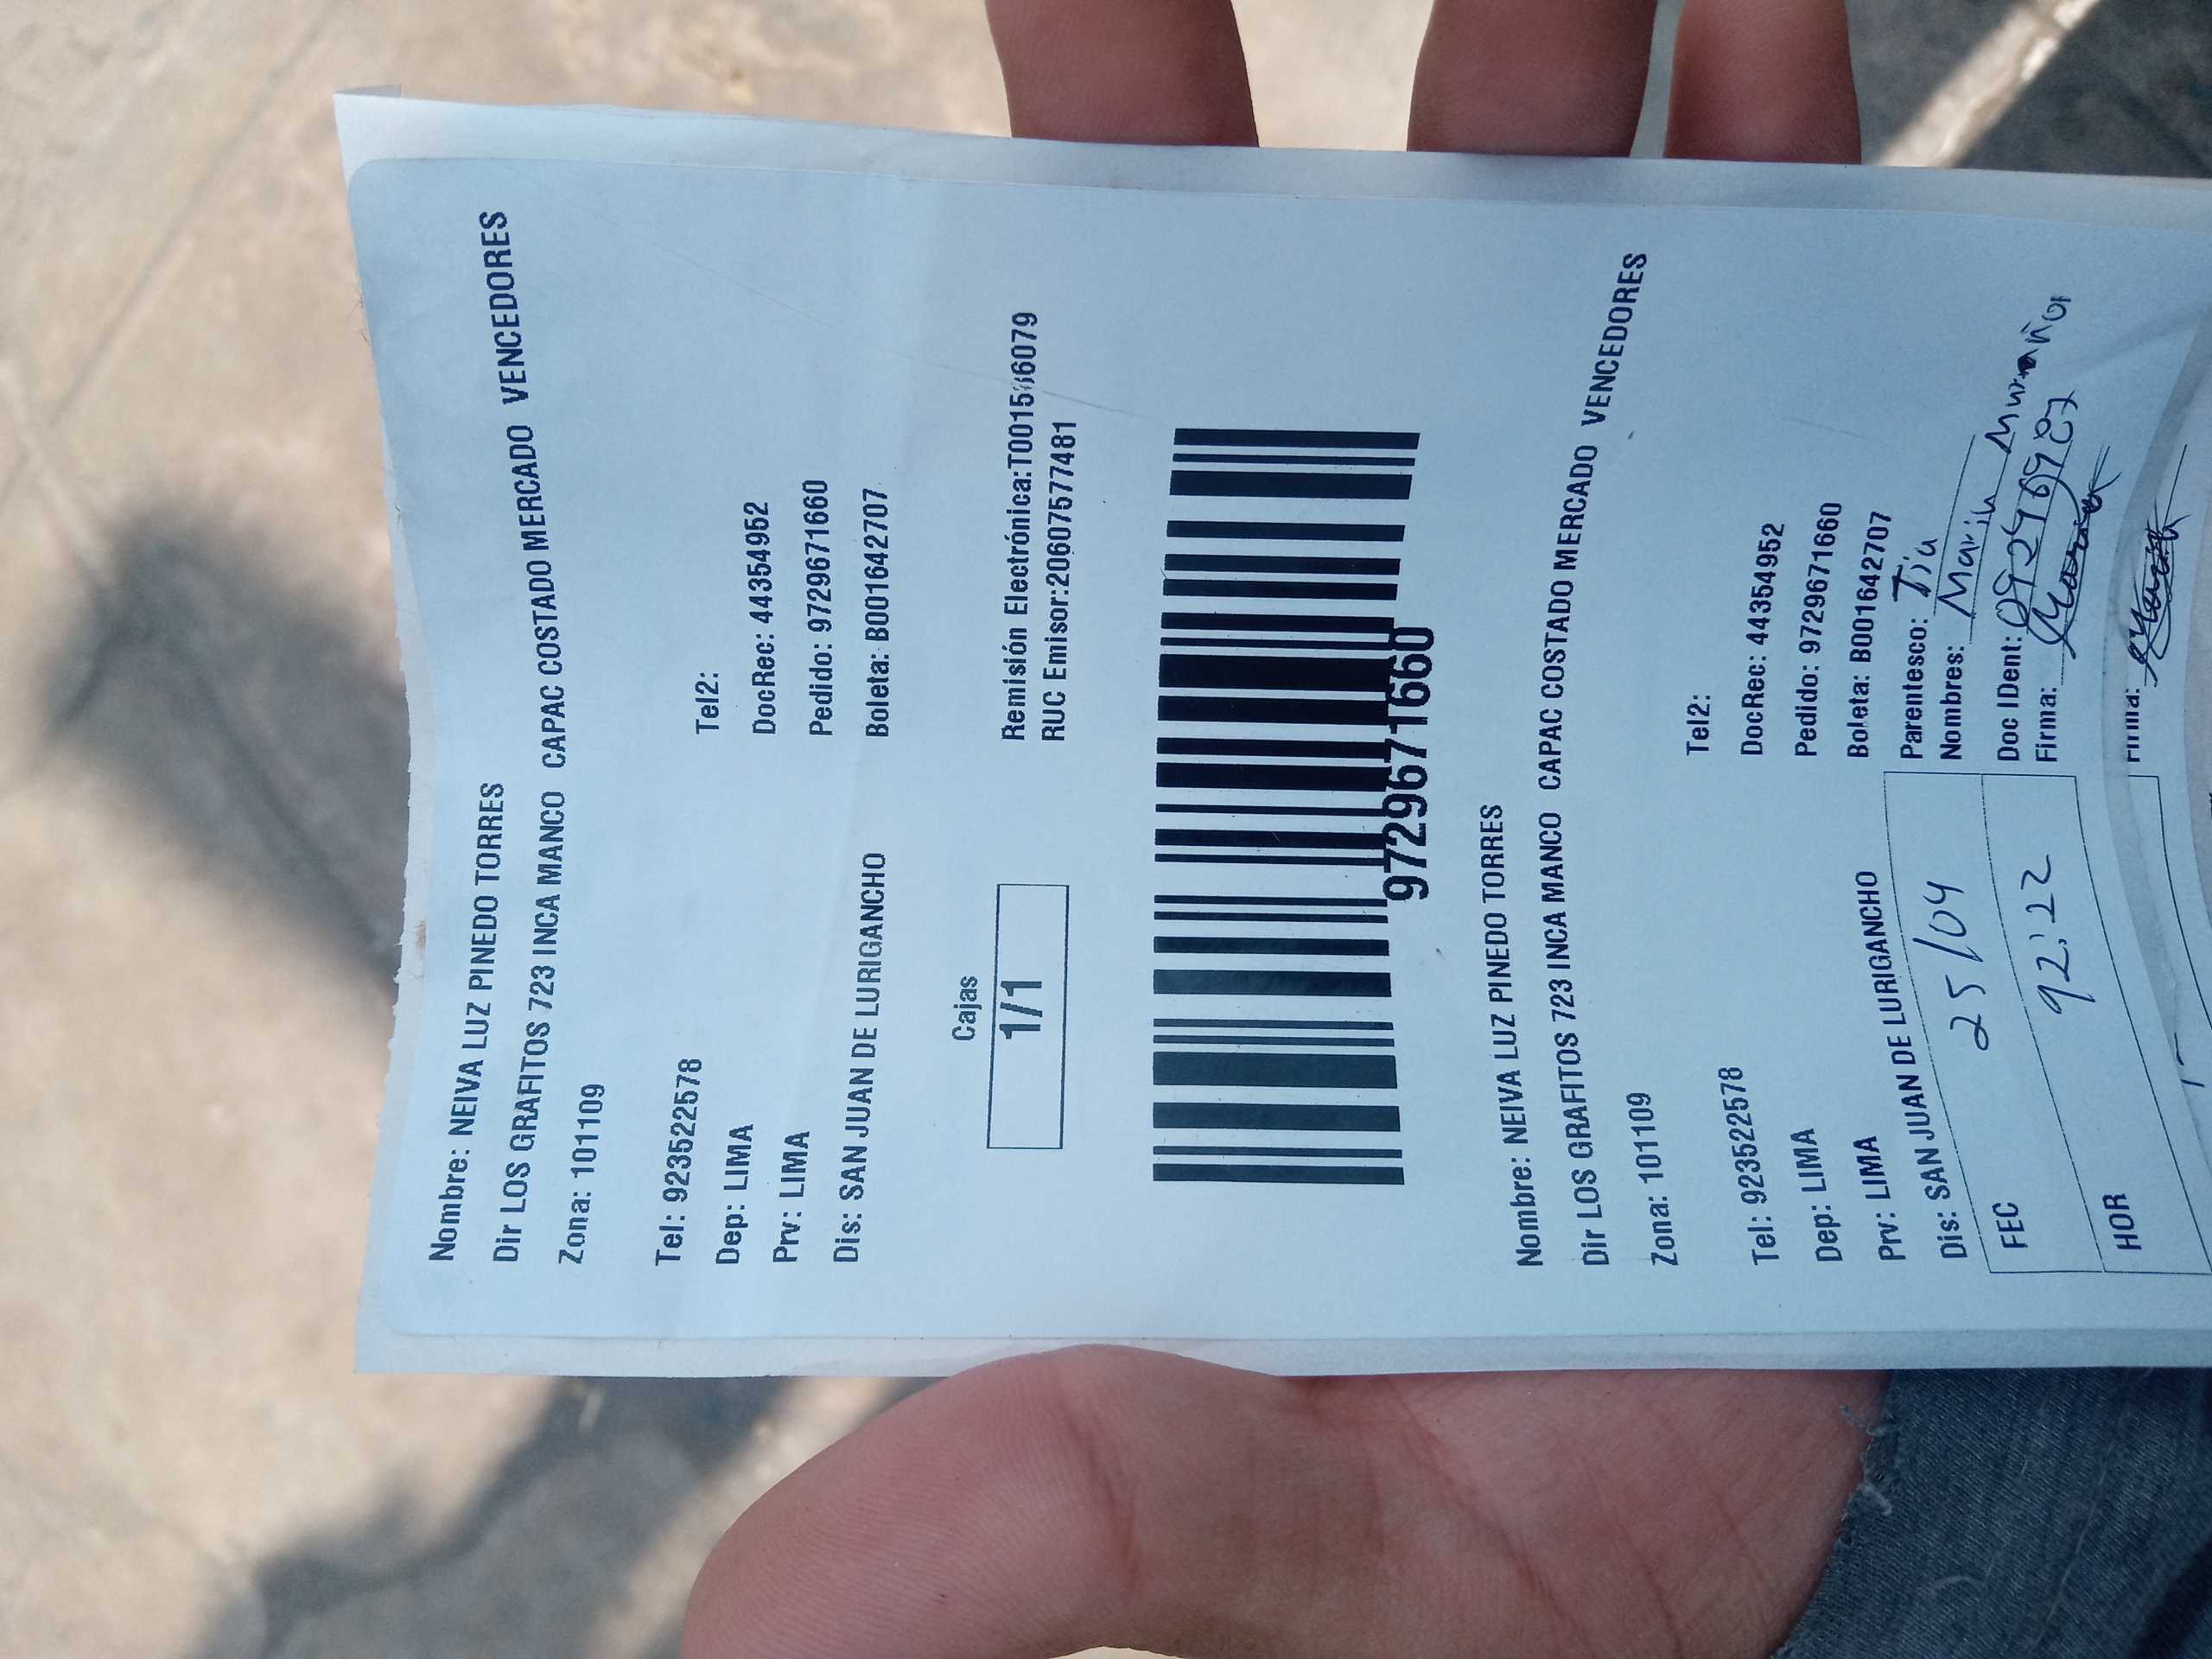 Nombre: NEIVA LUZ PINEDO TORRES
Dir LOS GRAFITOS 723 INCA MANCO CAPAC COSTADO MERCADO VENCEDORES
Zona: 101109
Tel: 923522578 Tel2:
Dep: LIMA DocRec: 44354952
Prv: LIMA Pedido: 9729671660
Dis: SAN JUAN DE LURIGANCHO Boleta: B001642707
Cajas
1/1
Remisión Electrónica:T001586079
RUC Emisor:20607577481
9729671660
Nombre: NEIVA LUZ PINEDO TORRES
Dir LOS GRAFITOS 723 INCA MANCO CAPAC COSTADO MERCADO VENCEDORES
Zona: 101109
Tel: 923522578 Tel2:
Dep: LIMA DocRec: 44354952
Prv: LIMA Pedido: 9729671660
Dis: SAN JUAN DE LURIGANCHO Boleta: B001642707
FEC 25/04 Parentesco: Tia
Nombres:
HOR Doc IDent:
Firma:
Firma: